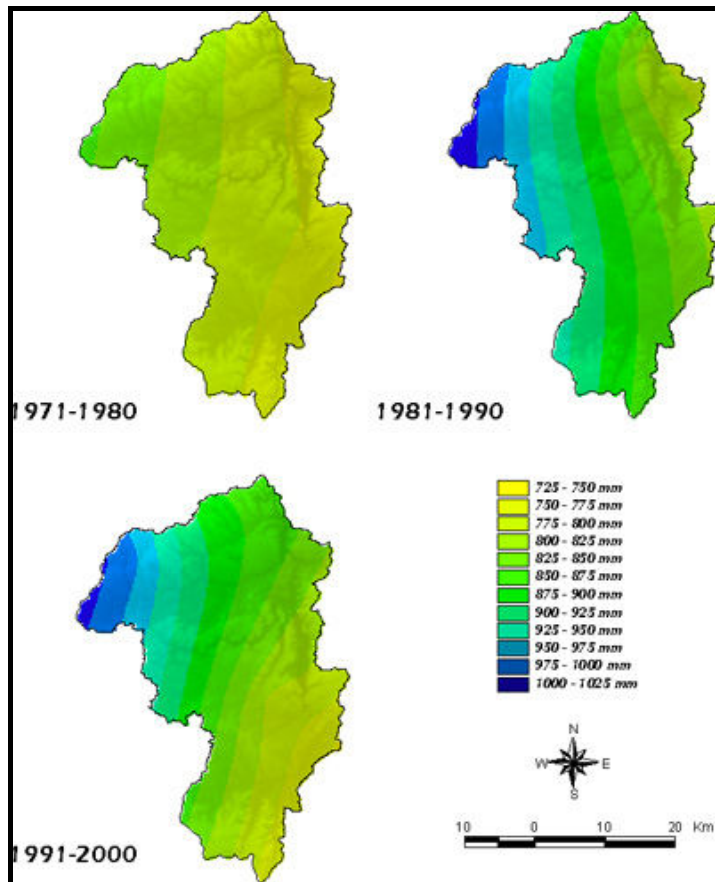 1971-1980
1981-1990
725 - 750 mm
750 - 775 mm
775 - 800 mm
800 - 825 mm
825 - 850 mm
850 - 875 mm
875 - 900 mm
900 - 925 mm
925 - 950 mm
950 - 975 mm
975 - 1000 mm
1000 - 1025 mm
N
W E
S
10 0 10 20 Km
1991-2000